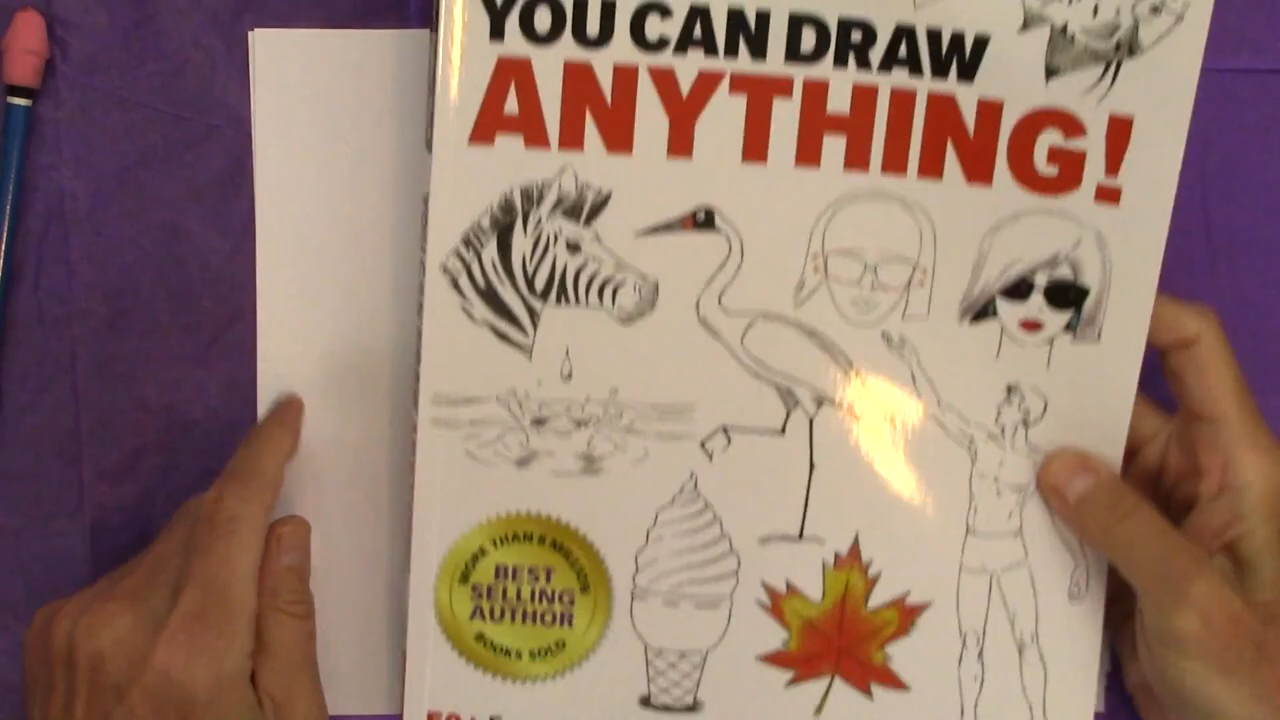 YOU CAN DRAW
ANYTHING!
MORE THAN 8 MILLION
BEST
SELLING
AUTHOR
BOOKS SOLD